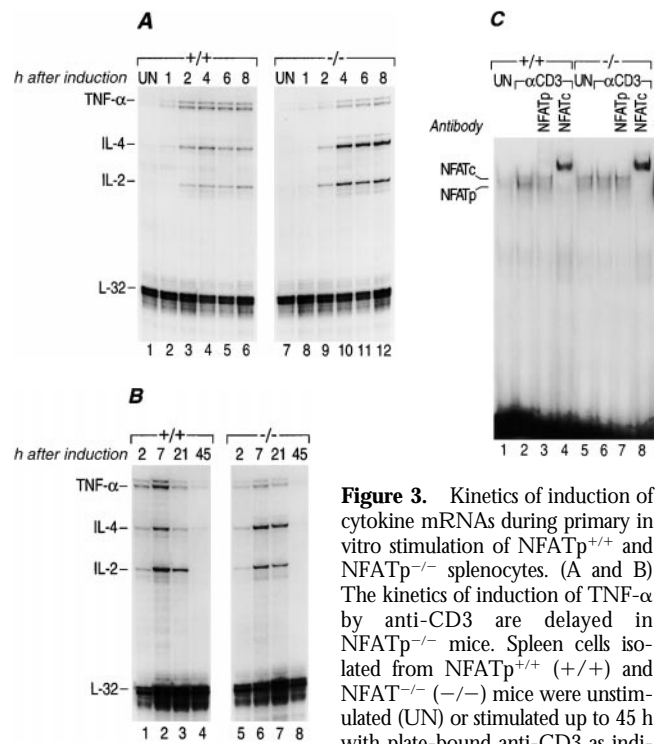 A
+/+ -/-
h after induction UN 1 2 4 6 8 UN 1 2 4 6 8
TNF-α
IL-4
IL-2
L-32
1 2 3 4 5 6 7 8 9 10 11 12
B
+/+ -/-
h after induction 2 7 21 45 2 7 21 45
TNF-α
IL-4
IL-2
L-32
1 2 3 4 5 6 7 8
C
+/+ -/-
UN αCD3 UN αCD3
Antibody NFATp NFATc NFATp NFATc
NFATc
NFATp
1 2 3 4 5 6 7 8
Figure 3. Kinetics of induction of
cytokine mRNAs during primary in
vitro stimulation of NFATp+/+ and
NFATp−/− splenocytes. (A and B)
The kinetics of induction of TNF-α
by anti-CD3 are delayed in
NFATp−/− mice. Spleen cells iso-
lated from NFATp+/+ (+/+) and
NFAT−/− (−/−) mice were unstim-
ulated (UN) or stimulated up to 45 h
with plate-bound anti-CD3 as indi-